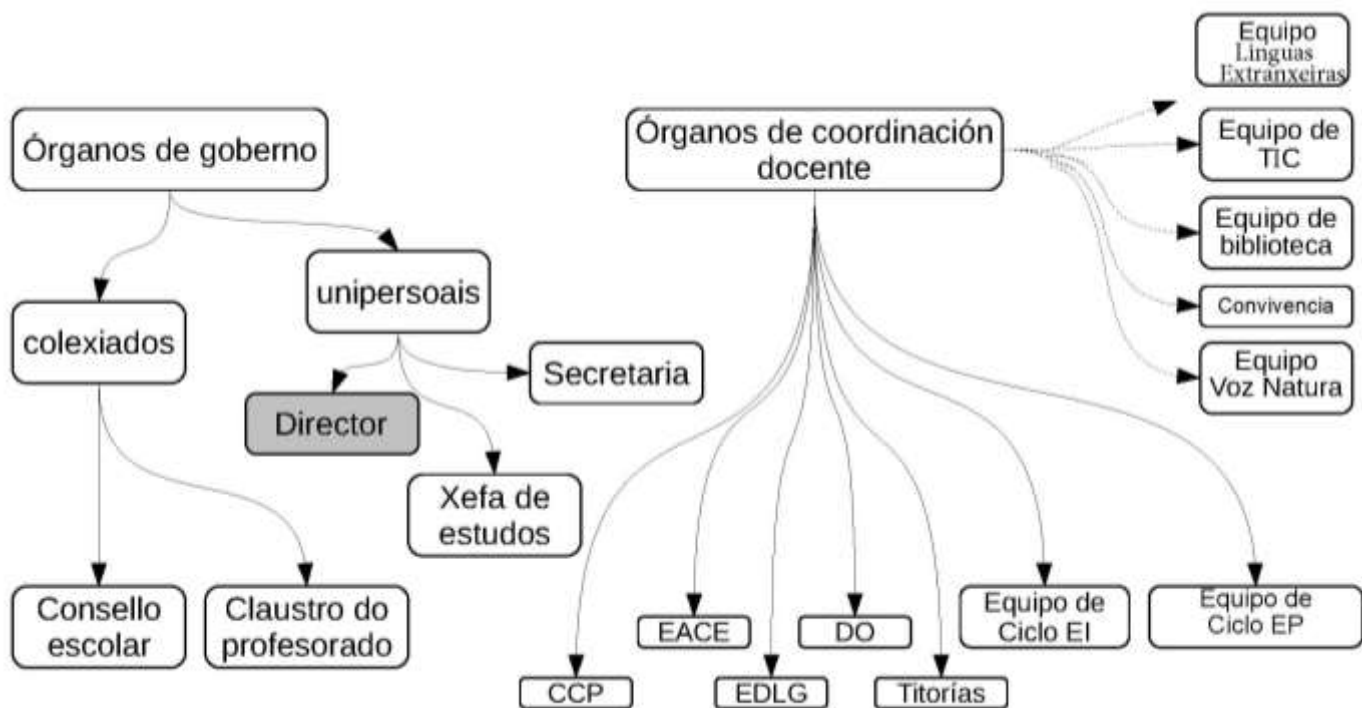 Equipo
Linguas
Extranxeiras
Órganos de goberno
Órganos de coordinación
docente
Equipo de
TIC
Equipo de
biblioteca
unipersoais
Convivencia
colexiados
Secretaria
Equipo
Voz Natura
Director
Xefa de
estudos
Consello
escolar
Claustro do
profesorado
EACE
DO
Equipo de
Ciclo EI
Equipo de
Ciclo EP
CCP
EDLG
Titorías